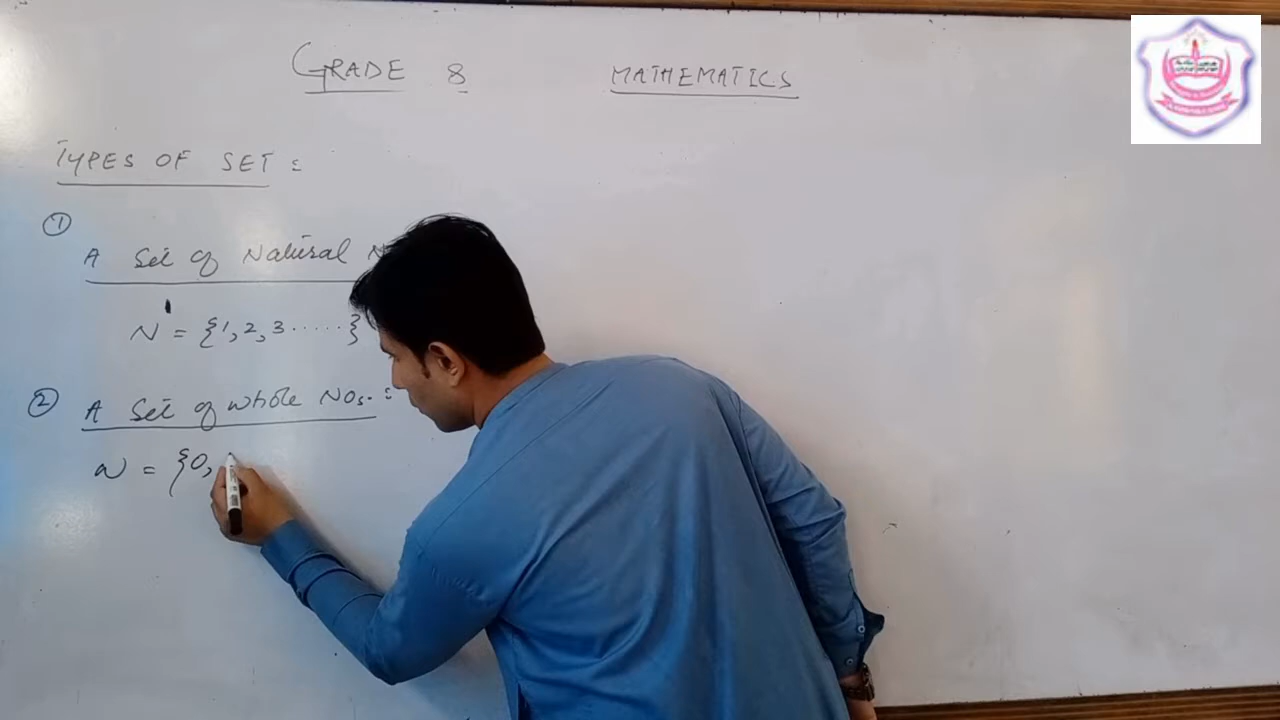 GRADE 8 MATHEMATICS
TYPES OF SET :
①
A Set of Natural N
N = {1, 2, 3 ......}
② A Set of whole NOs. :
W = {0,